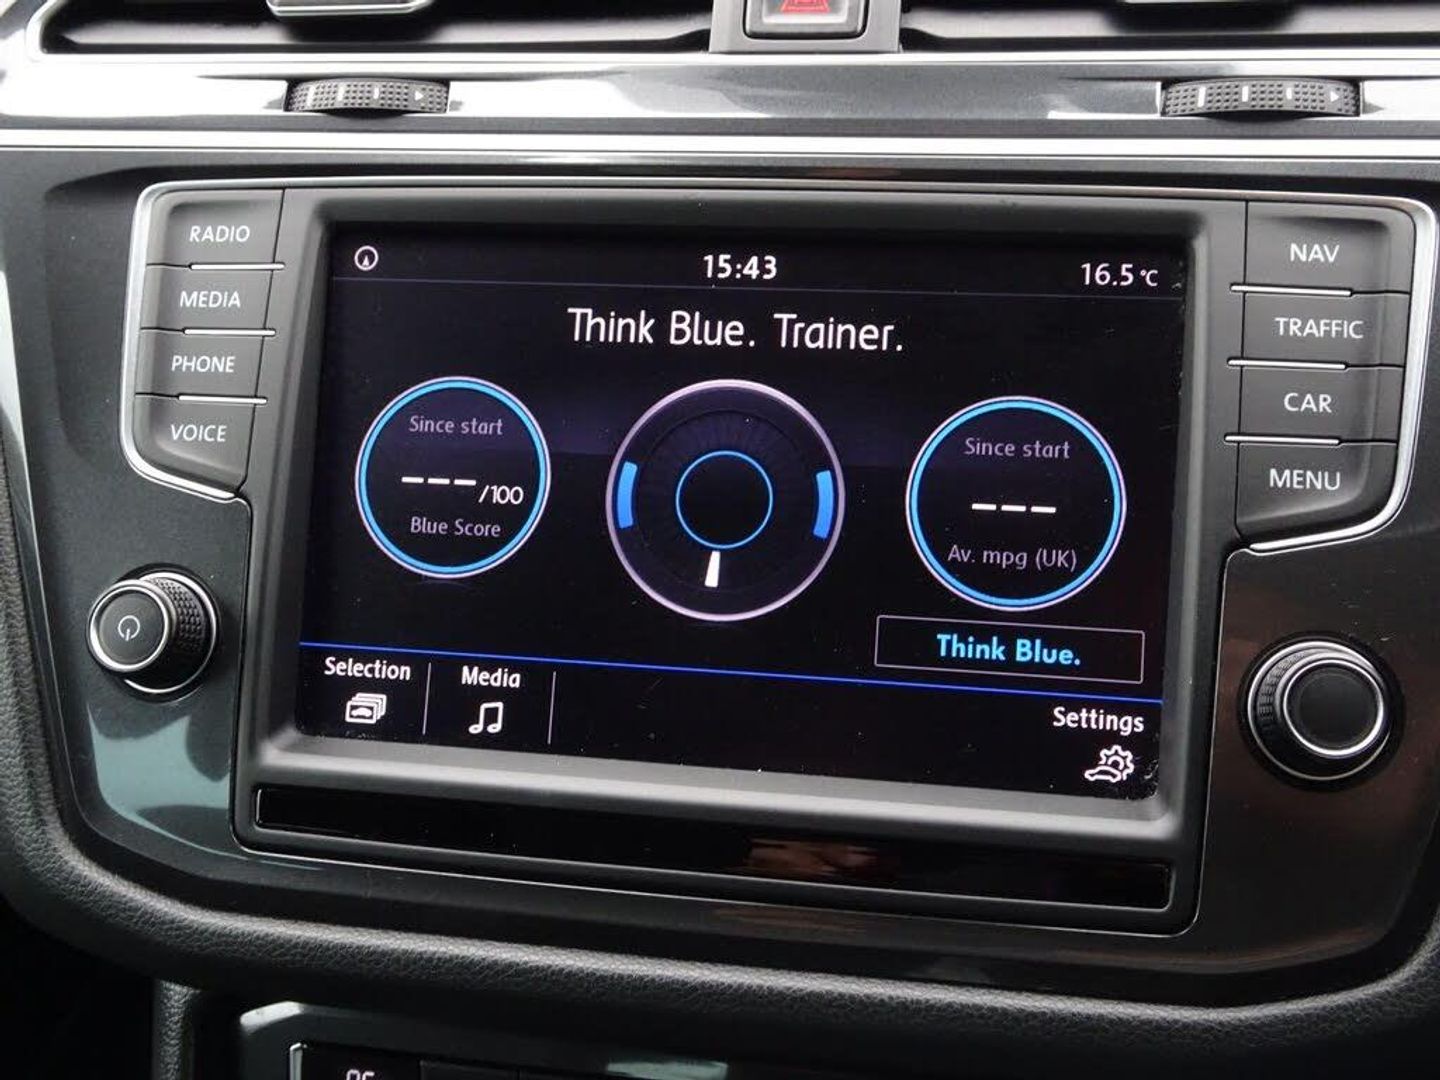 RADIO
MEDIA
PHONE
VOICE
15:43
16.5 °C
Think Blue. Trainer.
Since start
---/100
Blue Score
Since start
---
Av. mpg (UK)
Think Blue.
Selection
Media
Settings
NAV
TRAFFIC
CAR
MENU